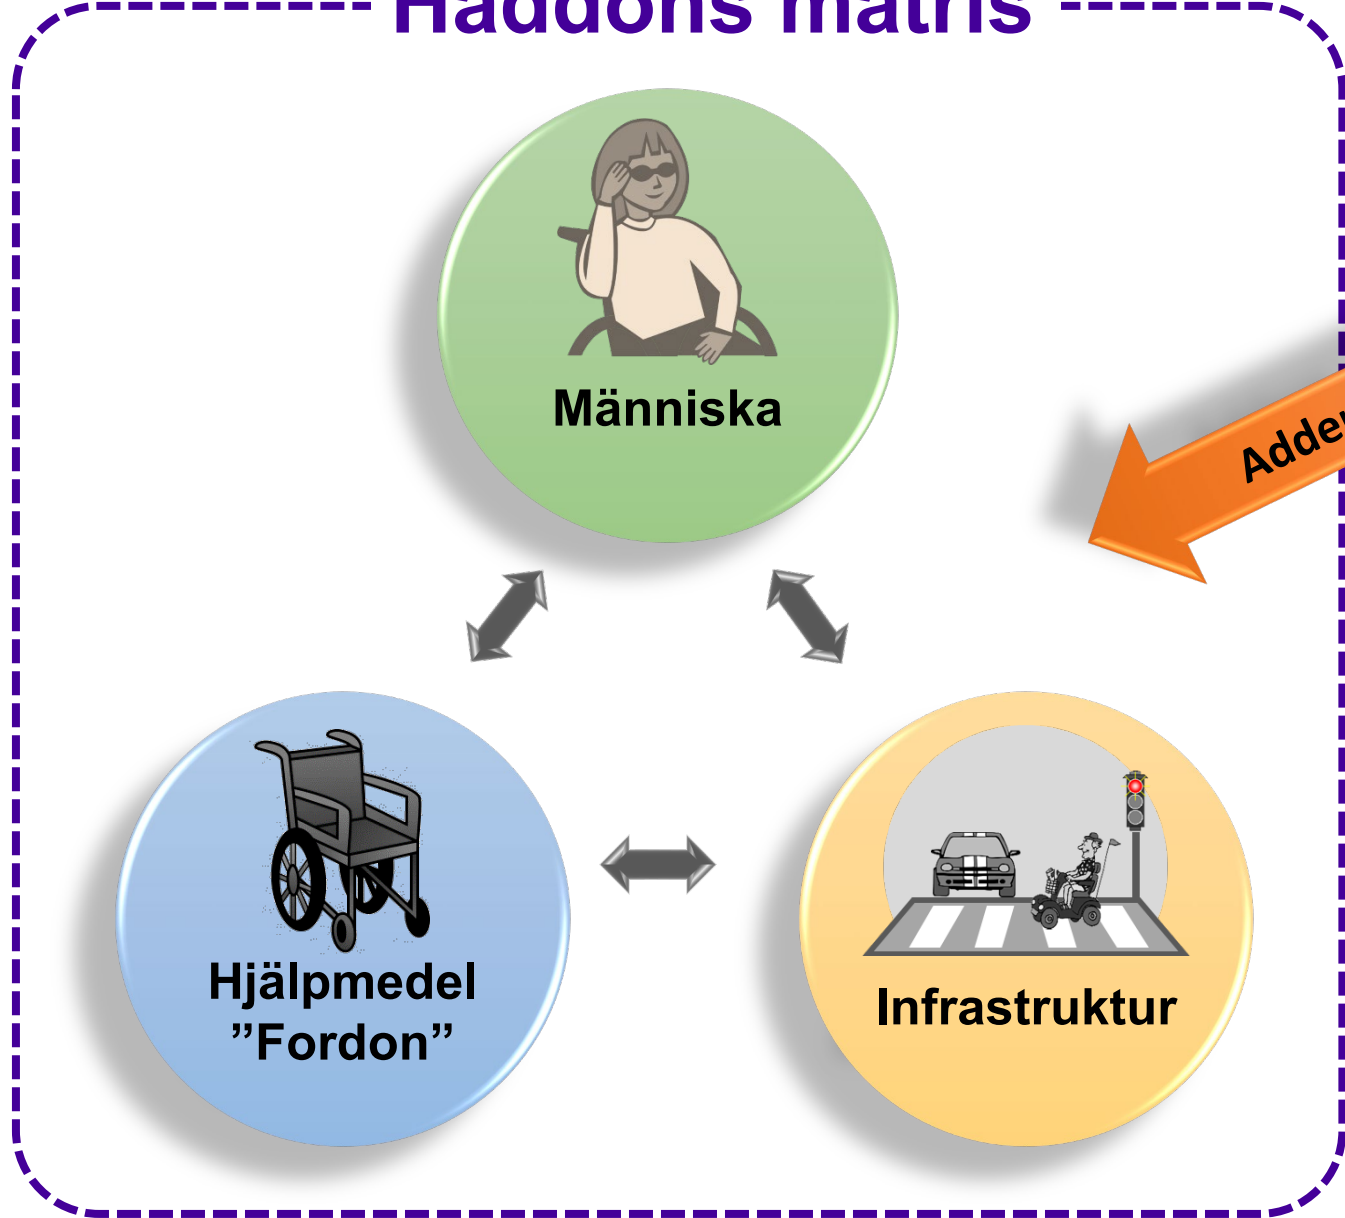 Haddons matris
Människa
Hjälpmedel
”Fordon”
Infrastruktur